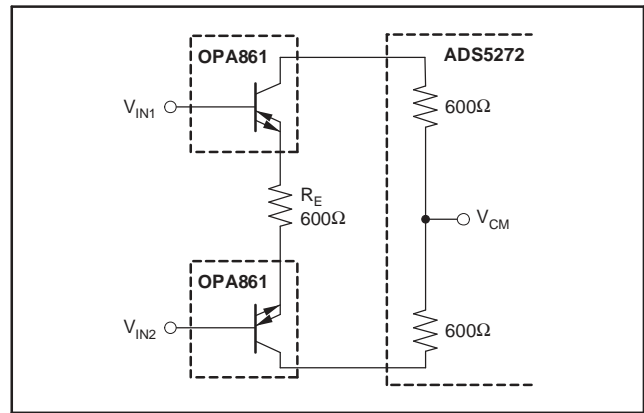 OPA861
ADS5272
V_IN1
600Ω
R_E
600Ω
V_CM
OPA861
V_IN2
600Ω